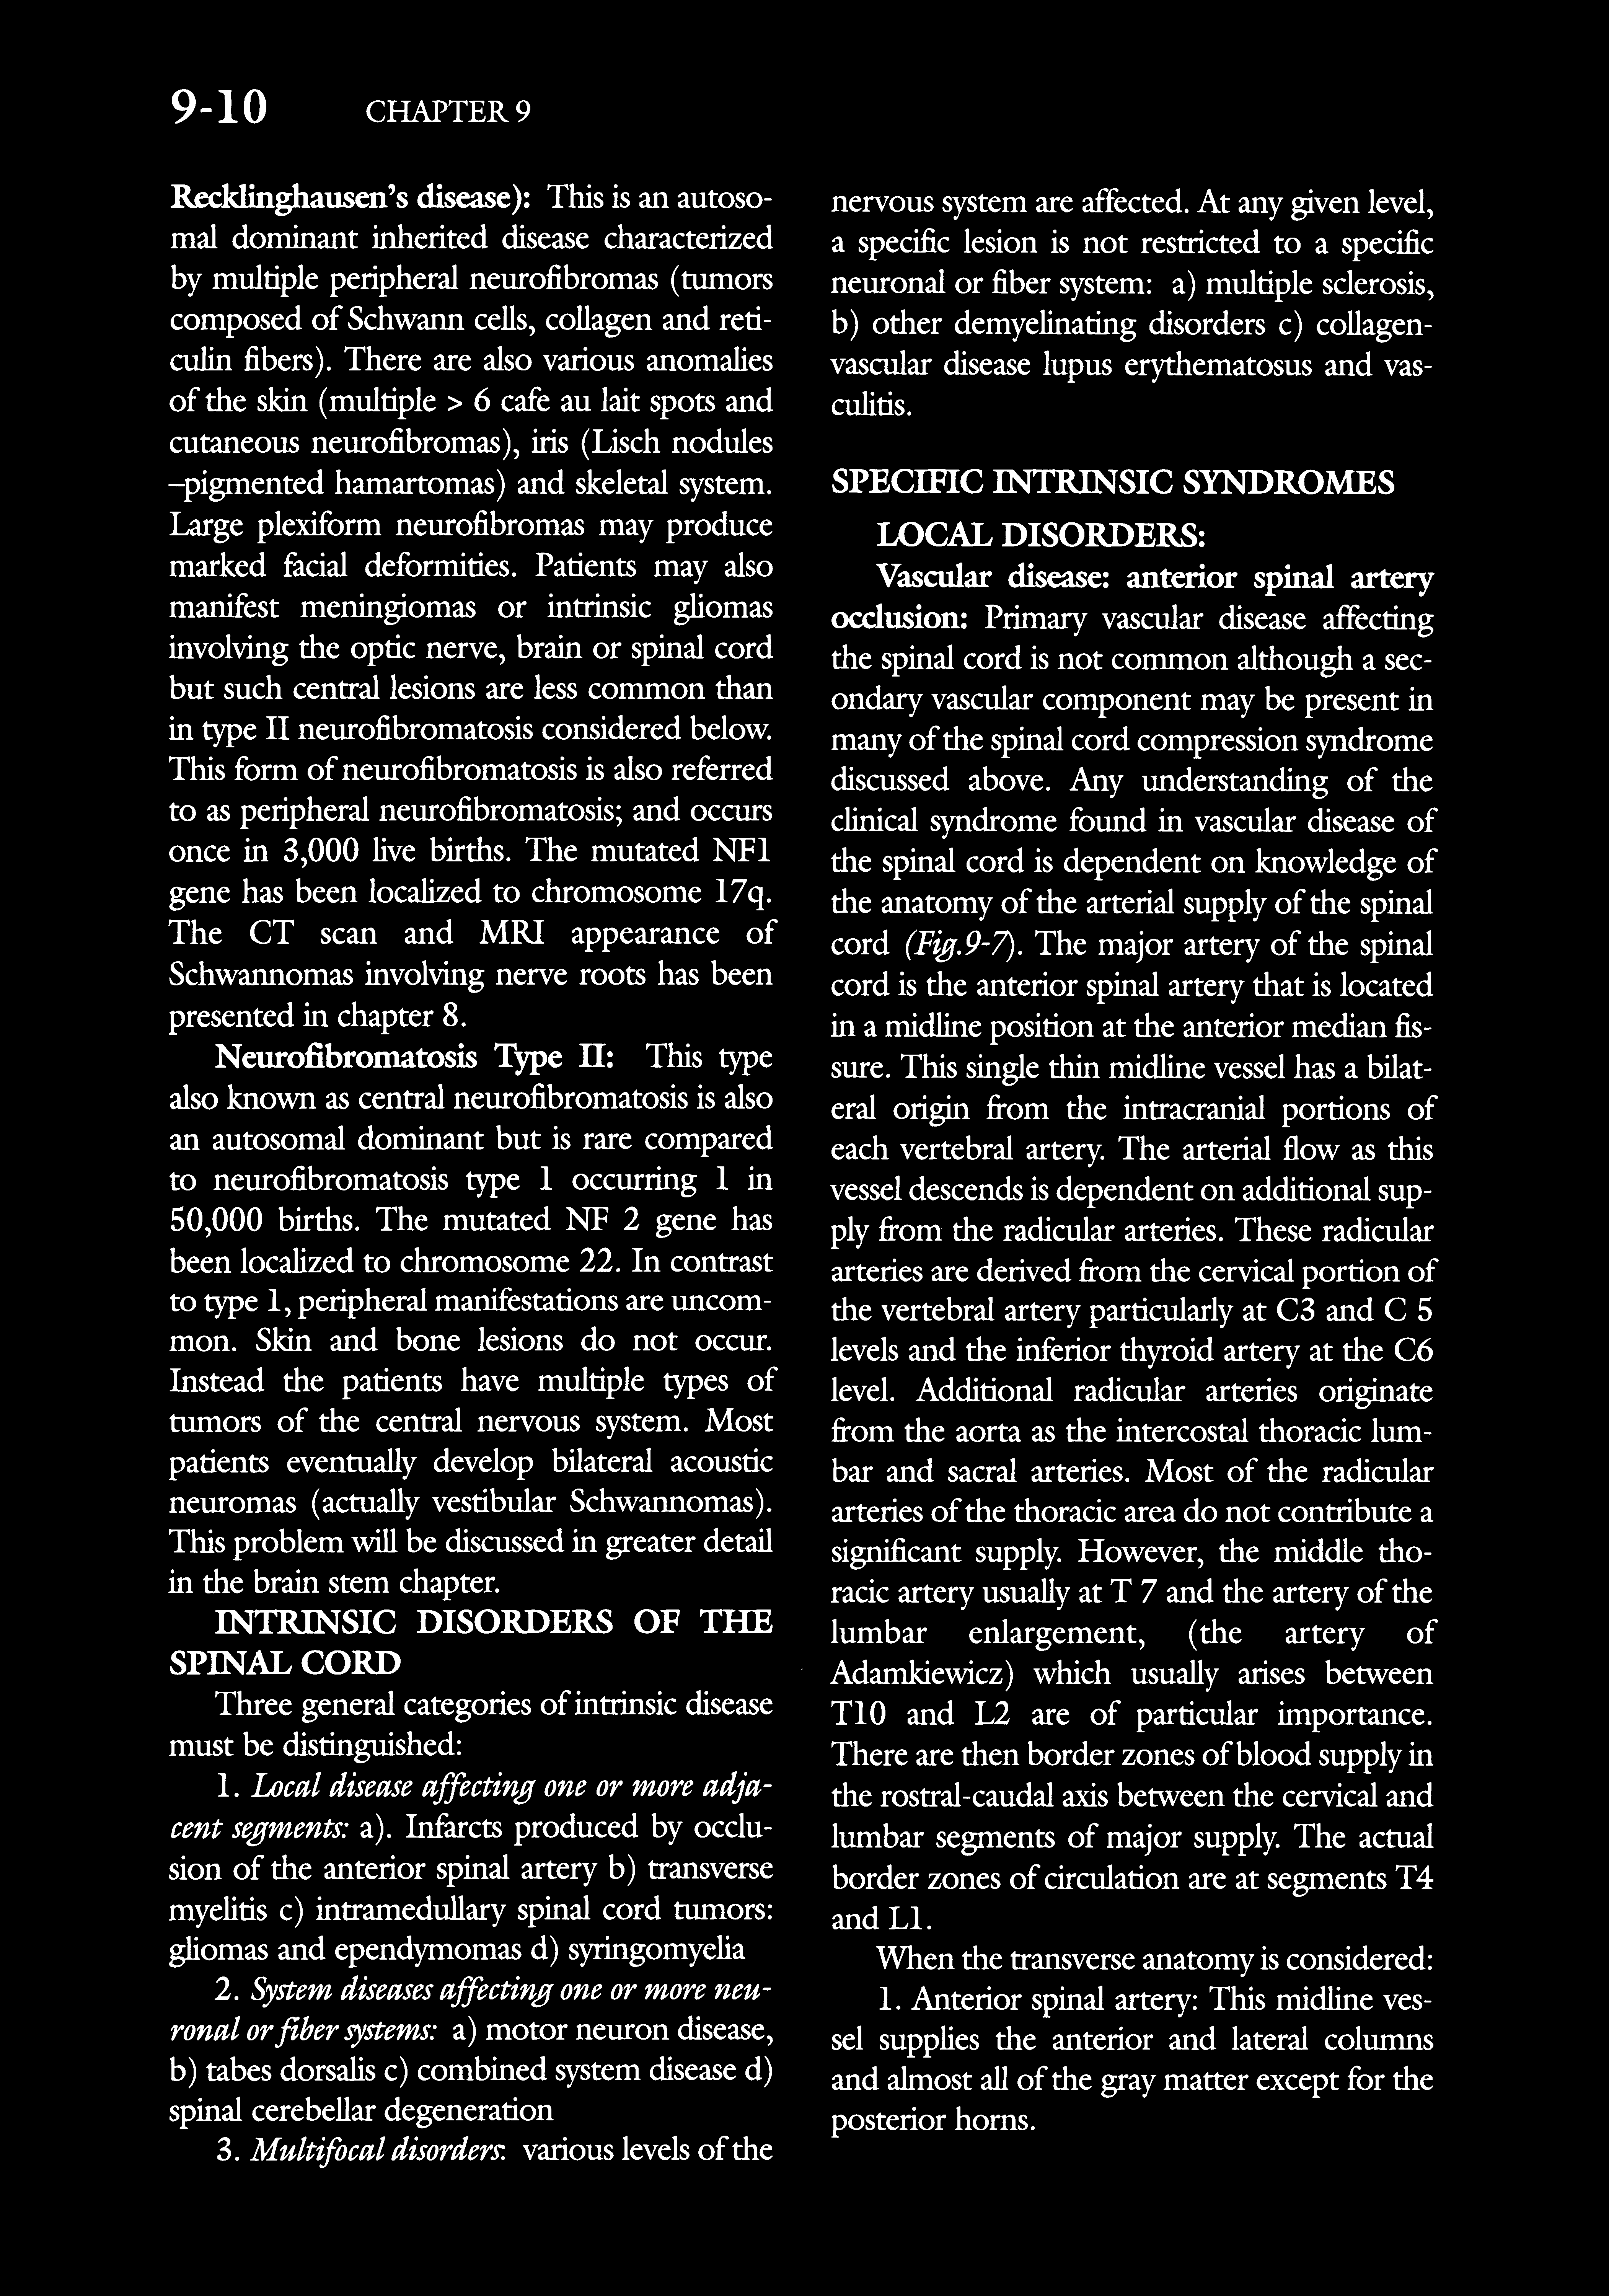 9-10 CHAPTER 9
Recklinghausen's disease): This is an autoso-
mal dominant inherited disease characterized
by multiple peripheral neurofibromas (tumors
composed of Schwann cells, collagen and reti-
culin fibers). There are also various anomalies
of the skin (multiple > 6 cafe au lait spots and
cutaneous neurofibromas), iris (Lisch nodules
–pigmented hamartomas) and skeletal system.
Large plexiform neurofibromas may produce
marked facial deformities. Patients may also
manifest meningiomas or intrinsic gliomas
involving the optic nerve, brain or spinal cord
but such central lesions are less common than
in type II neurofibromatosis considered below.
This form of neurofibromatosis is also referred
to as peripheral neurofibromatosis; and occurs
once in 3,000 live births. The mutated NF1
gene has been localized to chromosome 17q.
The CT scan and MRI appearance of
Schwannomas involving nerve roots has been
presented in chapter 8.
Neurofibromatosis Type II: This type
also known as central neurofibromatosis is also
an autosomal dominant but is rare compared
to neurofibromatosis type 1 occurring 1 in
50,000 births. The mutated NF 2 gene has
been localized to chromosome 22. In contrast
to type 1, peripheral manifestations are uncom-
mon. Skin and bone lesions do not occur.
Instead the patients have multiple types of
tumors of the central nervous system. Most
patients eventually develop bilateral acoustic
neuromas (actually vestibular Schwannomas).
This problem will be discussed in greater detail
in the brain stem chapter.
INTRINSIC DISORDERS OF THE
SPINAL CORD
Three general categories of intrinsic disease
must be distinguished:
1. Local disease affecting one or more adja-
cent segments: a). Infarcts produced by occlu-
sion of the anterior spinal artery b) transverse
myelitis c) intramedullary spinal cord tumors:
gliomas and ependymomas d) syringomyelia
2. System diseases affecting one or more neu-
ronal or fiber systems: a) motor neuron disease,
b) tabes dorsalis c) combined system disease d)
spinal cerebellar degeneration
3. Multifocal disorders: various levels of the
nervous system are affected. At any given level,
a specific lesion is not restricted to a specific
neuronal or fiber system: a) multiple sclerosis,
b) other demyelinating disorders c) collagen-
vascular disease lupus erythematosus and vas-
culitis.
SPECIFIC INTRINSIC SYNDROMES
LOCAL DISORDERS:
Vascular disease: anterior spinal artery
occlusion: Primary vascular disease affecting
the spinal cord is not common although a sec-
ondary vascular component may be present in
many of the spinal cord compression syndrome
discussed above. Any understanding of the
clinical syndrome found in vascular disease of
the spinal cord is dependent on knowledge of
the anatomy of the arterial supply of the spinal
cord (Fig.9-7). The major artery of the spinal
cord is the anterior spinal artery that is located
in a midline position at the anterior median fis-
sure. This single thin midline vessel has a bilat-
eral origin from the intracranial portions of
each vertebral artery. The arterial flow as this
vessel descends is dependent on additional sup-
ply from the radicular arteries. These radicular
arteries are derived from the cervical portion of
the vertebral artery particularly at C3 and C 5
levels and the inferior thyroid artery at the C6
level. Additional radicular arteries originate
from the aorta as the intercostal thoracic lum-
bar and sacral arteries. Most of the radicular
arteries of the thoracic area do not contribute a
significant supply. However, the middle tho-
racic artery usually at T 7 and the artery of the
lumbar enlargement, (the artery of
Adamkiewicz) which usually arises between
T10 and L2 are of particular importance.
There are then border zones of blood supply in
the rostral-caudal axis between the cervical and
lumbar segments of major supply. The actual
border zones of circulation are at segments T4
and L1.
When the transverse anatomy is considered:
1. Anterior spinal artery: This midline ves-
sel supplies the anterior and lateral columns
and almost all of the gray matter except for the
posterior horns.